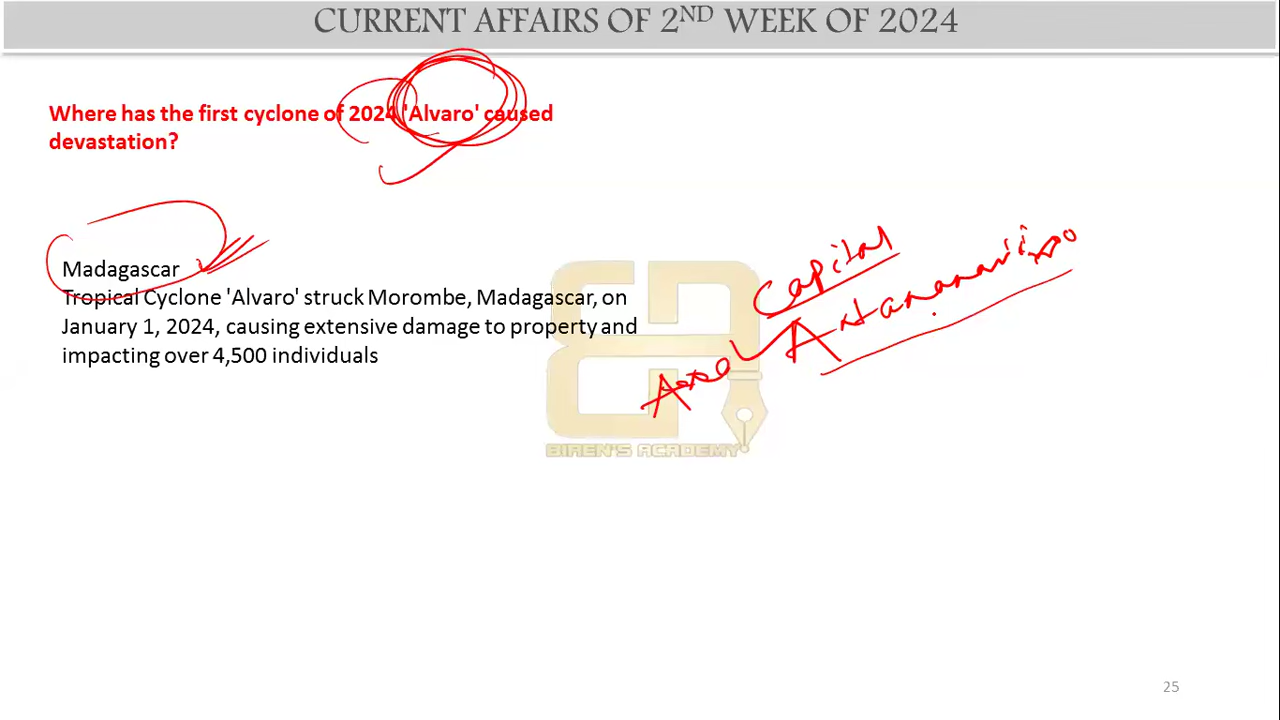 CURRENT AFFAIRS OF 2ND WEEK OF 2024
Where has the first cyclone of 2024 'Alvaro' caused
devastation?
Madagascar
Tropical Cyclone 'Alvaro' struck Morombe, Madagascar, on
January 1, 2024, causing extensive damage to property and
impacting over 4,500 individuals
Capital
BIREN'S ACADEMY
25